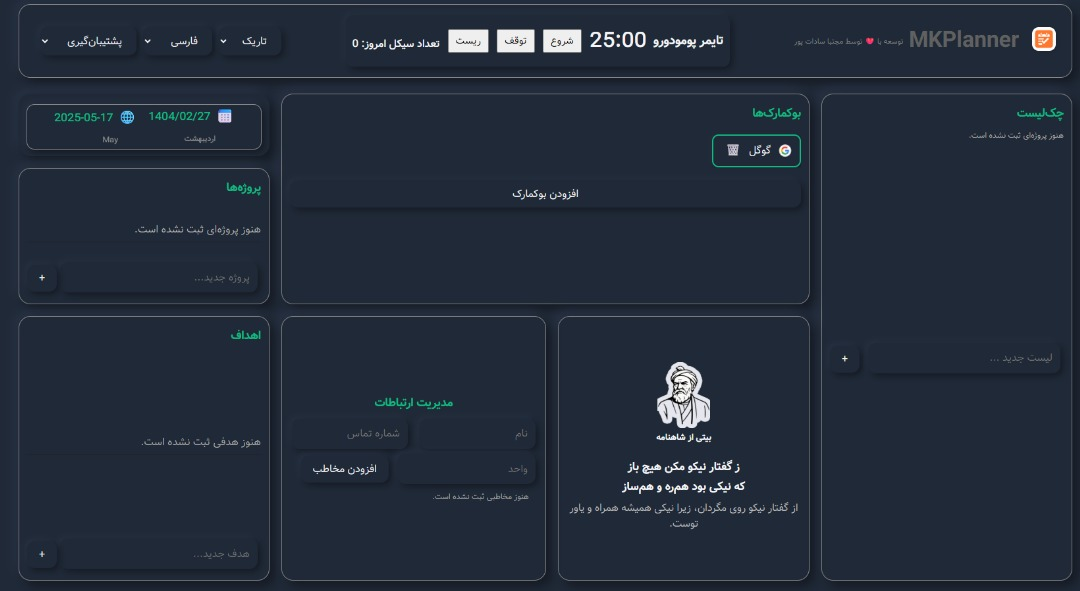 MKPlanner توسعه با ❤️ توسط مجتبا سادات پور
تایمر پومودورو 25:00 شروع توقف ریست تعداد سیکل امروز: 0
تاریک فارسی پشتیبان‌گیری
چک‌لیست
هنوز پروژه‌ای ثبت نشده است.
لیست جدید ... +
بوکمارک‌ها
گوگل
افزودن بوکمارک
1404/02/27 2025-05-17
اردیبهشت May
پروژه‌ها
هنوز پروژه‌ای ثبت نشده است.
پروژه جدید... +
بیتی از شاهنامه
ز گفتار نیکو مکن هیچ باز
که نیکی بود هم‌ره و هم‌ساز
از گفتار نیکو روی مگردان، زیرا نیکی همیشه همراه و یاور
توست.
مدیریت ارتباطات
نام شماره تماس
واحد افزودن مخاطب
هنوز مخاطبی ثبت نشده است.
اهداف
هنوز هدفی ثبت نشده است.
هدف جدید... +